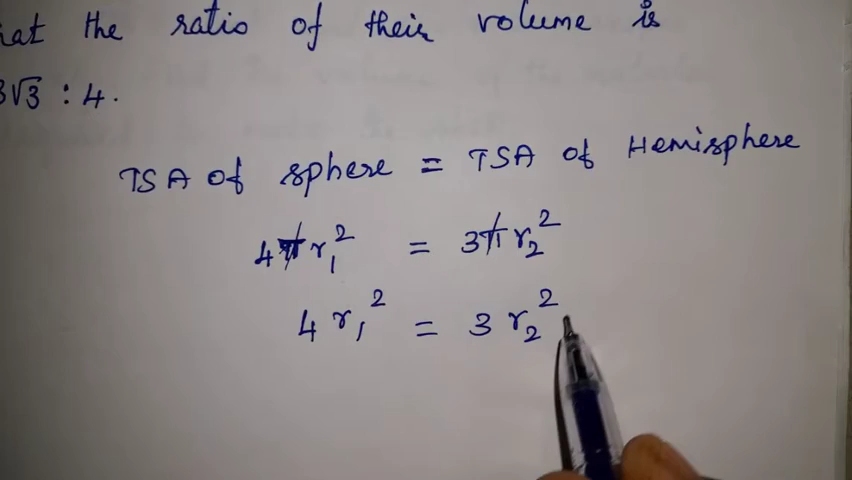 the ratio of their volume is
3√3 : 4.
TSA of sphere = TSA of Hemisphere
4πr₁² = 3πr₂²
4r₁² = 3r₂²